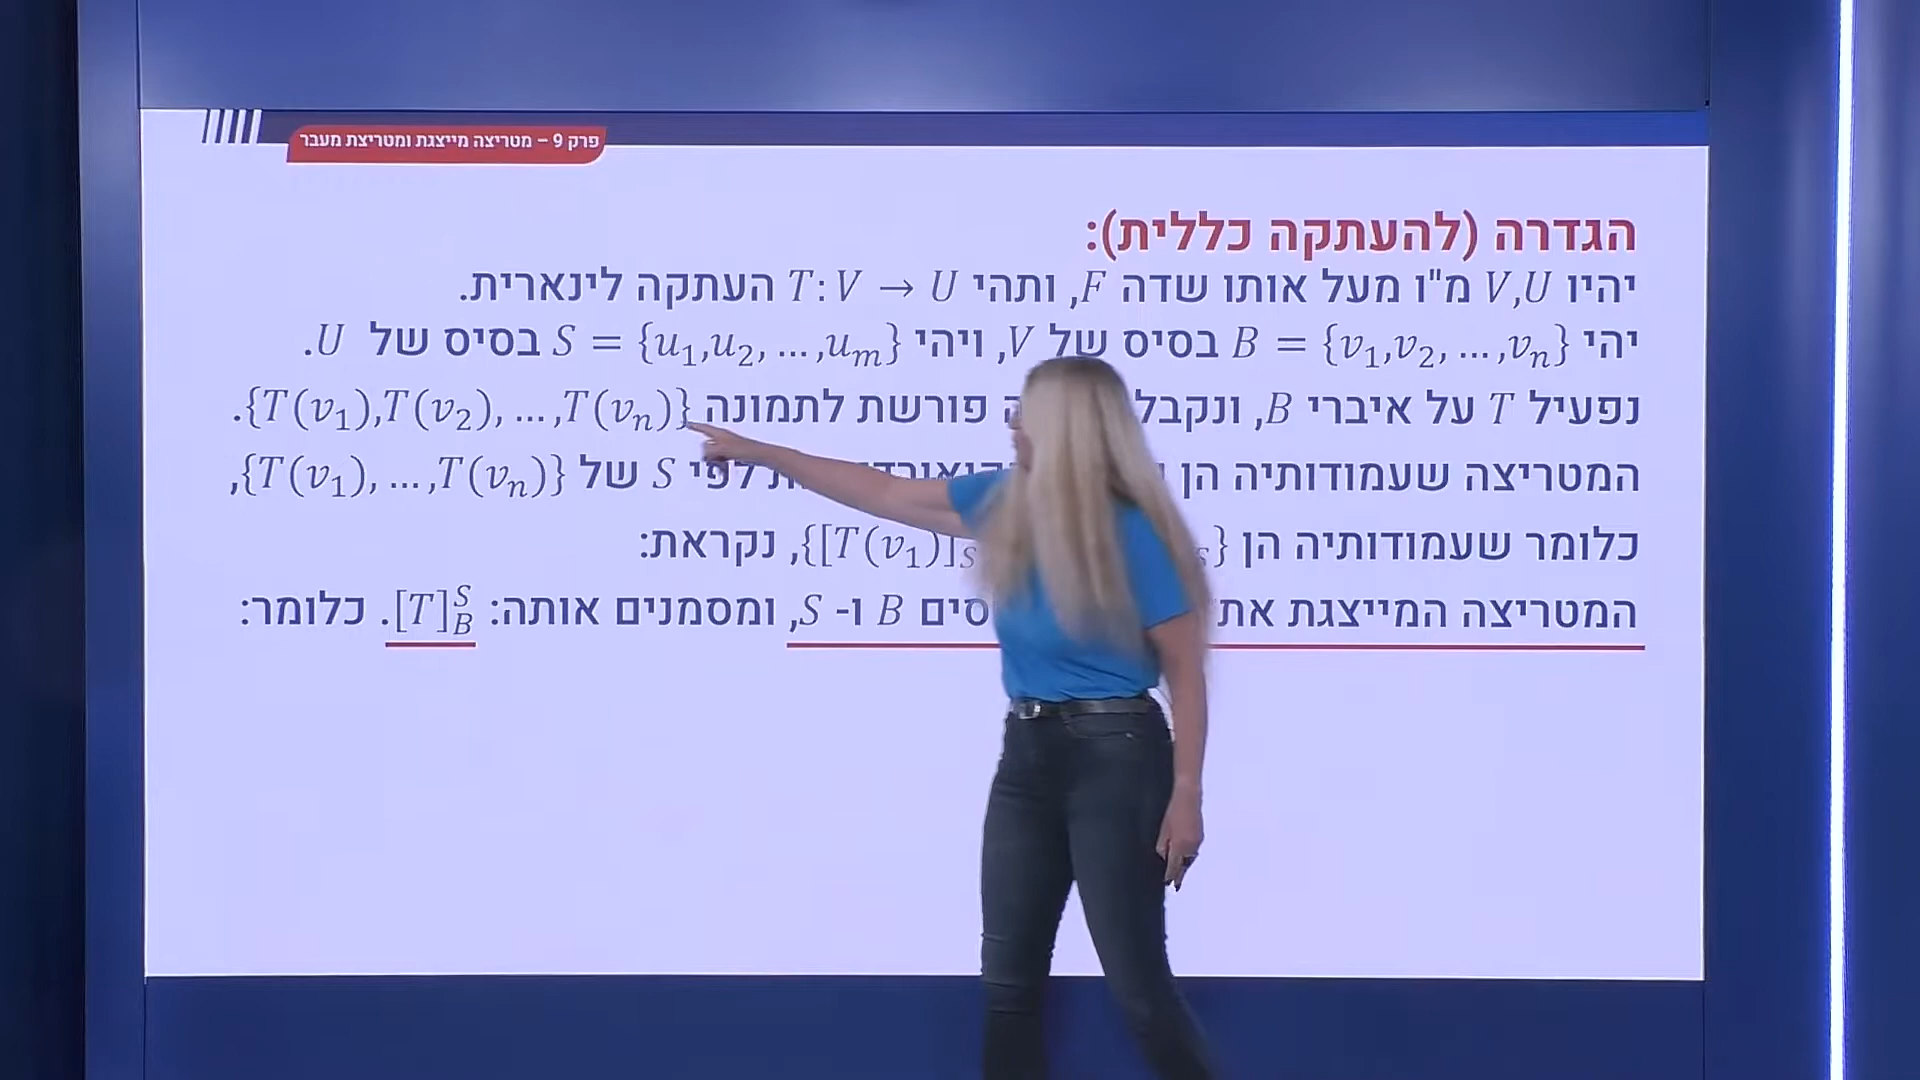 פרק 9 – מטריצה מייצגת ומטריצת מעבר
הגדרה (להעתקה כללית):
יהיו V,U מ"ו מעל אותו שדה F, ותהי T: V → U העתקה לינארית.
יהי B = {v₁,v₂, …,vₙ} בסיס של V, ויהי S = {u₁,u₂, …,uₘ} בסיס של U.
נפעיל T על איברי B, ונקבל פורשת לתמונה {T(v₁),T(v₂), …,T(vₙ)}.
המטריצה שעמודותיה הן לפי S של {T(v₁), …,T(vₙ)},
כלומר שעמודותיה הן {[T(v₁)]ₛ }, נקראת:
המטריצה המייצגת את B ו- S, ומסמנים אותה: [T]_B^S. כלומר: